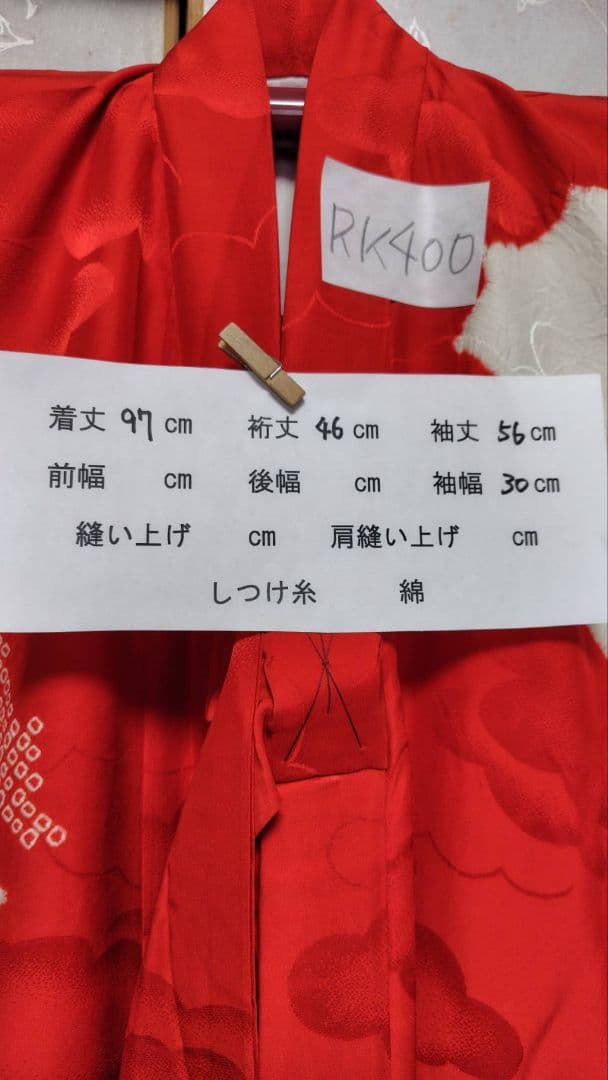 RK400
着丈 97 cm 裄丈 46 cm 袖丈 56 cm
前幅 cm 後幅 cm 袖幅 30 cm
縫い上げ cm 肩縫い上げ cm
しつけ糸 綿